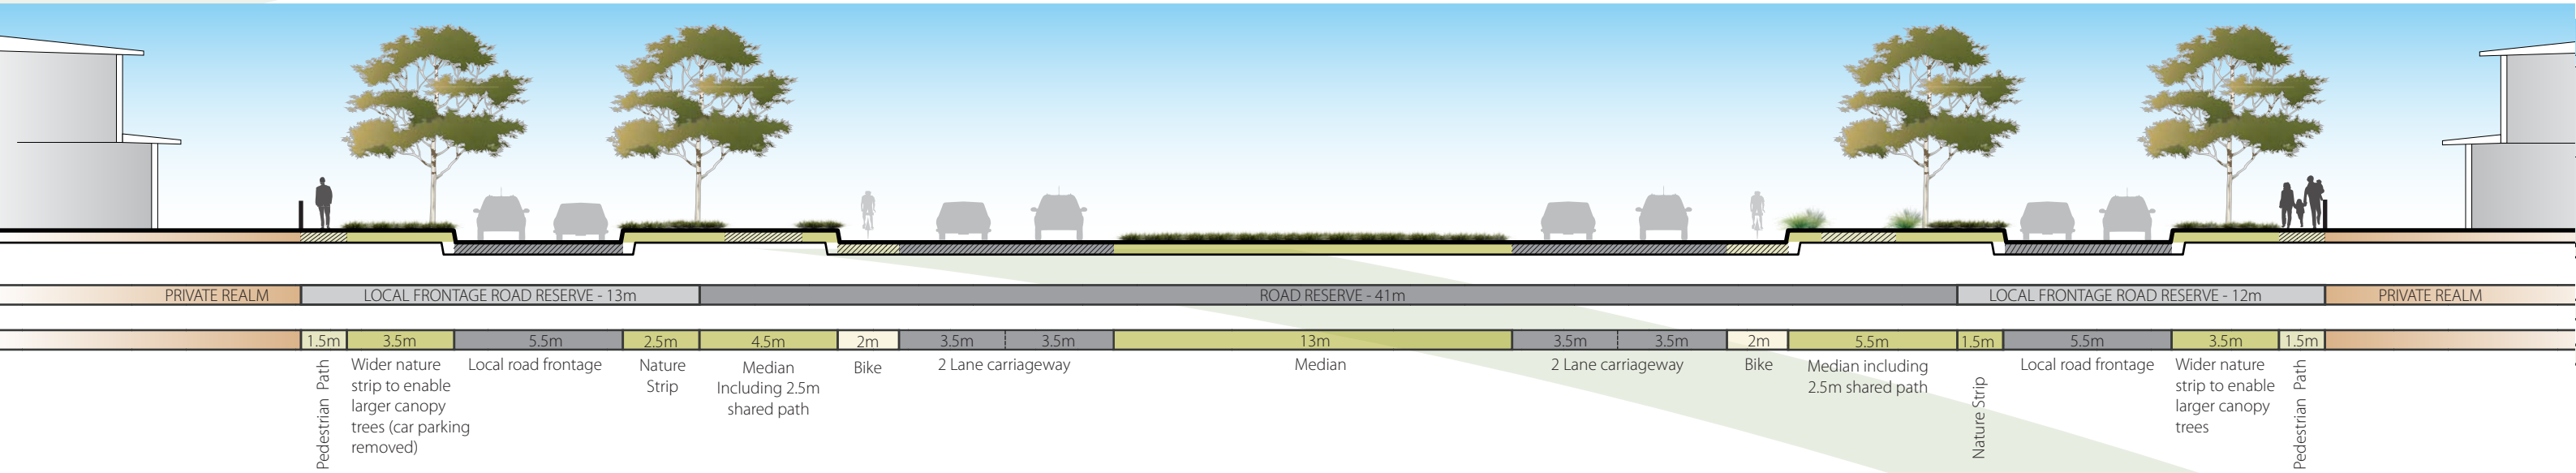 PRIVATE REALM
LOCAL FRONTAGE ROAD RESERVE - 13m
ROAD RESERVE - 41m
LOCAL FRONTAGE ROAD RESERVE - 12m
PRIVATE REALM
1.5m
3.5m
5.5m
2.5m
4.5m
2m
3.5m
3.5m
13m
3.5m
3.5m
2m
5.5m
1.5m
5.5m
3.5m
1.5m
Pedestrian Path
Wider nature
strip to enable
larger canopy
trees (car parking
removed)
Local road frontage
Nature
Strip
Median
Including 2.5m
shared path
Bike
2 Lane carriageway
Median
2 Lane carriageway
Bike
Median including
2.5m shared path
Nature Strip
Local road frontage
Wider nature
strip to enable
larger canopy
trees
Pedestrian Path